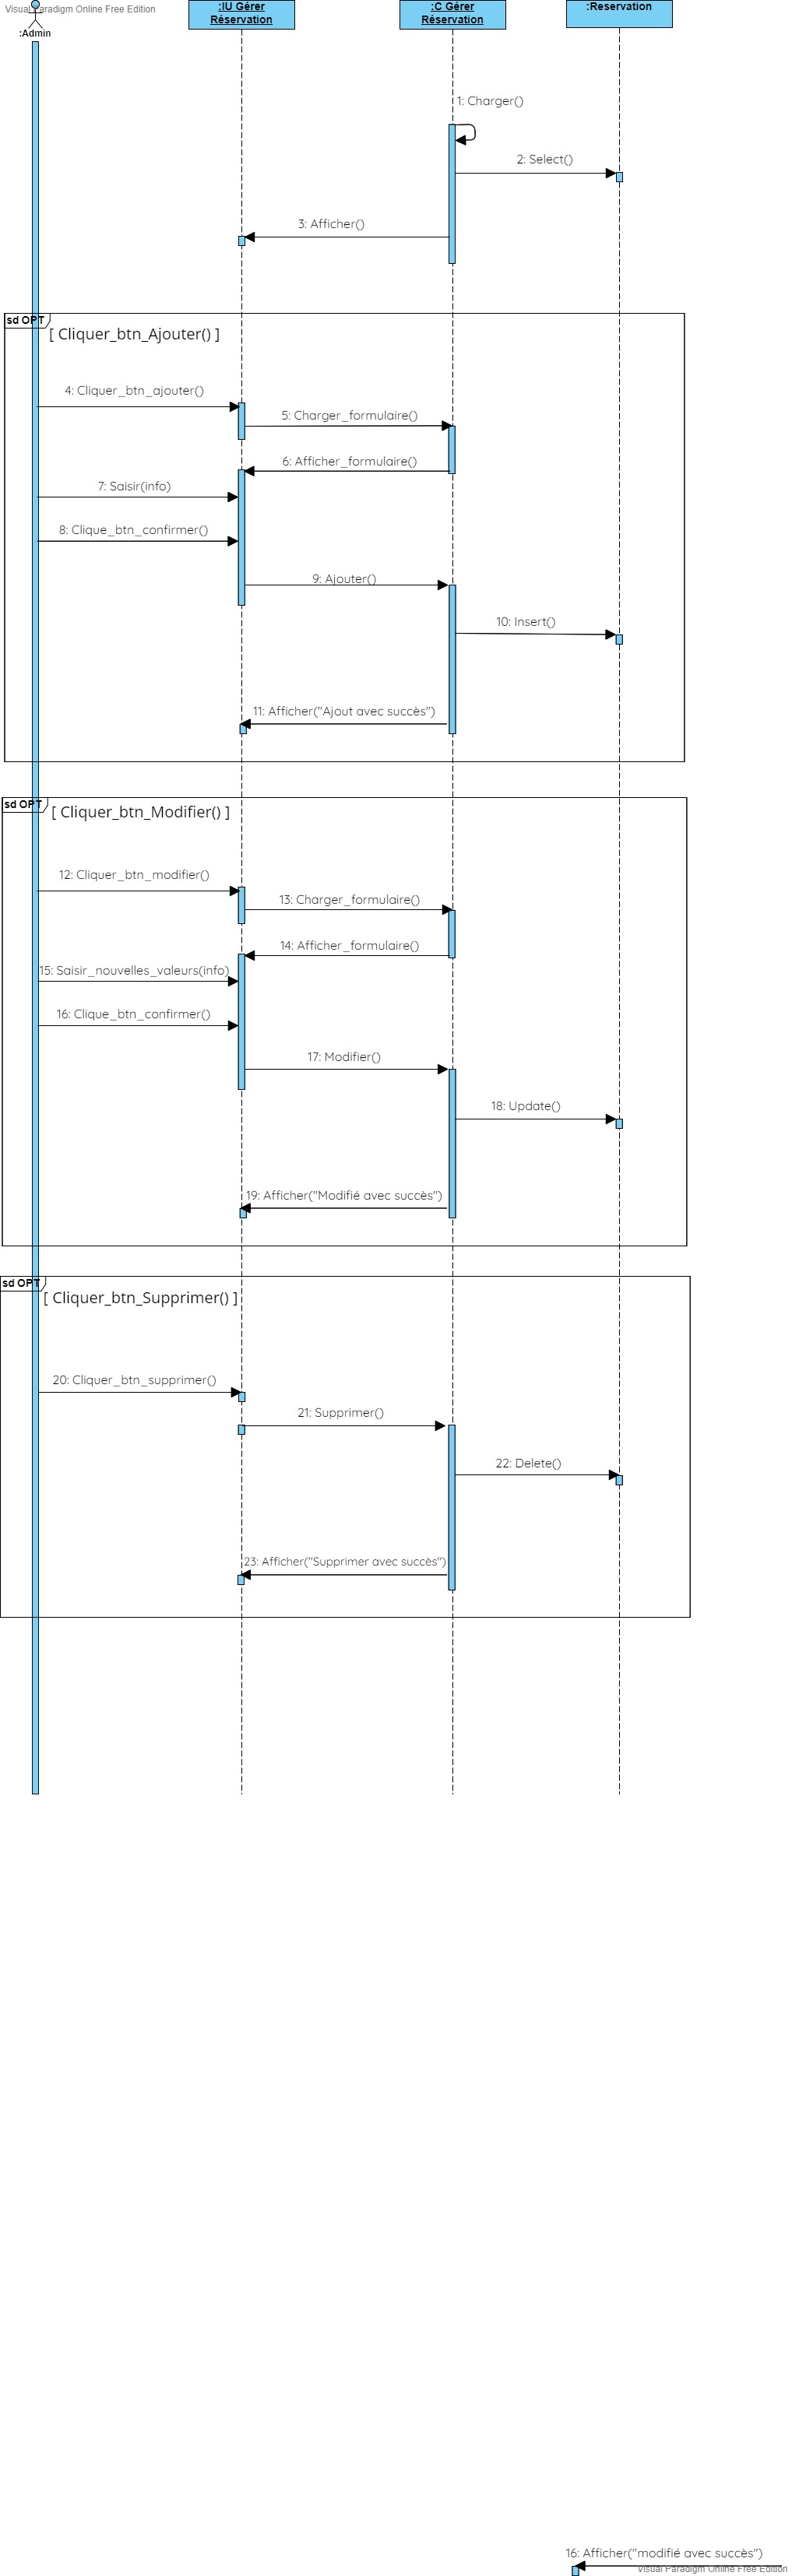 Visual Paradigm Online Free Edition
:Admin
:IU Gérer
Réservation
:C Gérer
Réservation
:Reservation
1: Charger()
2: Select()
3: Afficher()
sd OPT
[ Cliquer_btn_Ajouter() ]
4: Cliquer_btn_ajouter()
5: Charger_formulaire()
6: Afficher_formulaire()
7: Saisir(info)
8: Clique_btn_confirmer()
9: Ajouter()
10: Insert()
11: Afficher("Ajout avec succès")
sd OPT
[ Cliquer_btn_Modifier() ]
12: Cliquer_btn_modifier()
13: Charger_formulaire()
14: Afficher_formulaire()
15: Saisir_nouvelles_valeurs(info)
16: Clique_btn_confirmer()
17: Modifier()
18: Update()
19: Afficher("Modifié avec succès")
sd OPT
[ Cliquer_btn_Supprimer() ]
20: Cliquer_btn_supprimer()
21: Supprimer()
22: Delete()
23: Afficher("Supprimer avec succès")
16: Afficher("modifié avec succès")
Visual Paradigm Online Free Edition